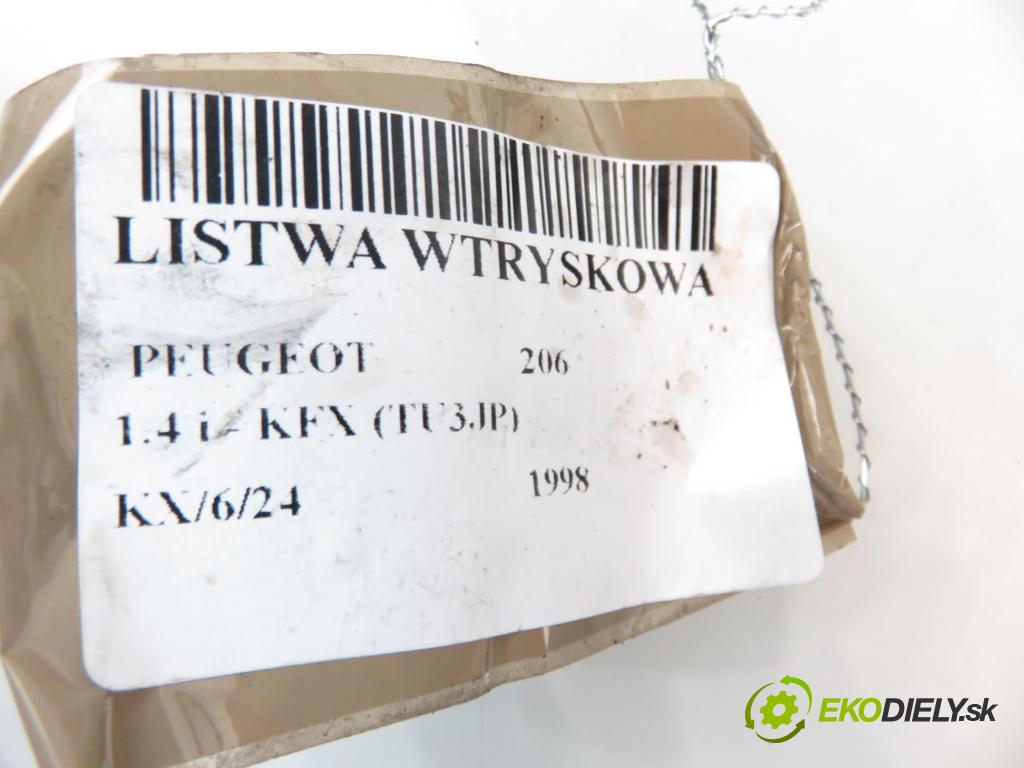 LISTWA WTRYSKOWA
PEUGEOT 206
1.4 i - KFX (TU3JP)
1998
KX/6/24
EKODIELY.sk